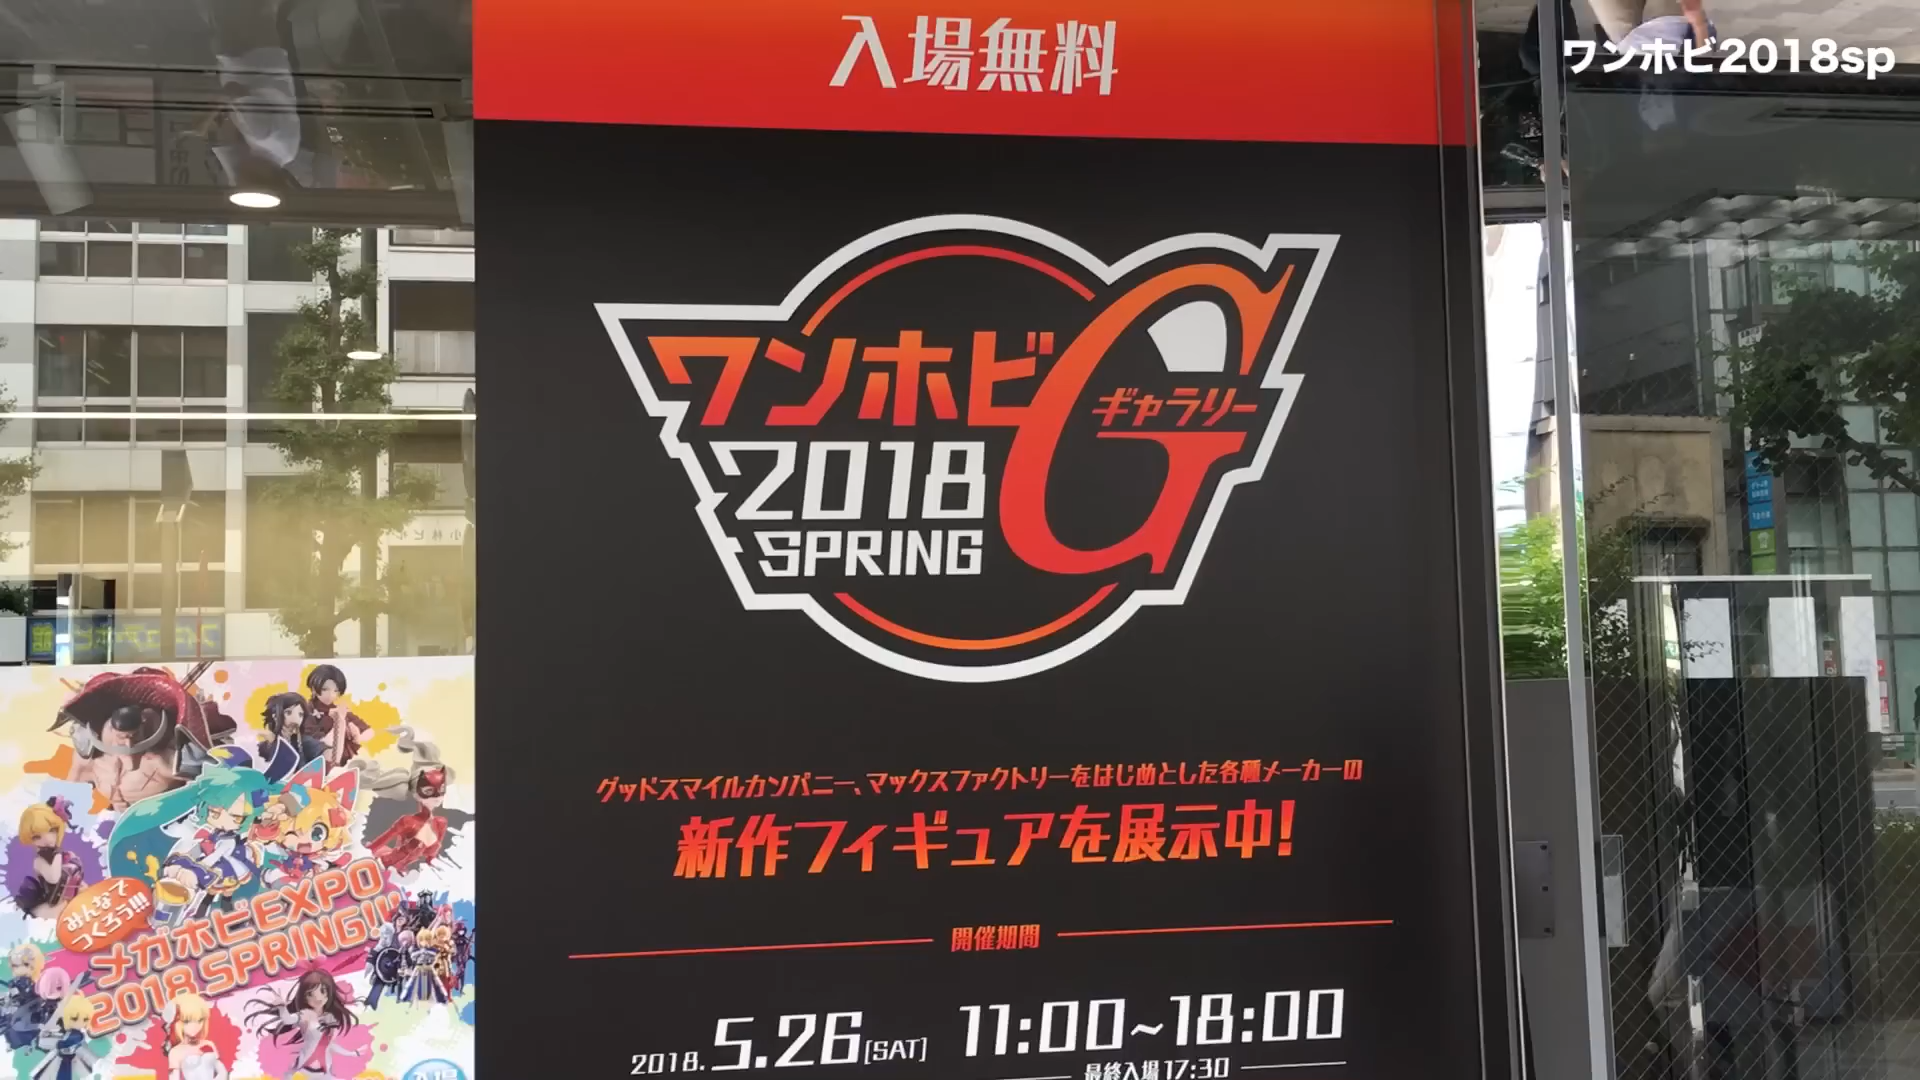 ワンホビ2018sp
入場無料
ワンホビG
ギャラリー
2018
SPRING
グッドスマイルカンパニー、マックスファクトリーをはじめとした各種メーカーの
新作フィギュアを展示中!
開催期間
2018.5.26[SAT] 11:00~18:00
最終入場17:30
みんなで
つくろう!!!
メガホビEXPO
2018 SPRING!!
入場